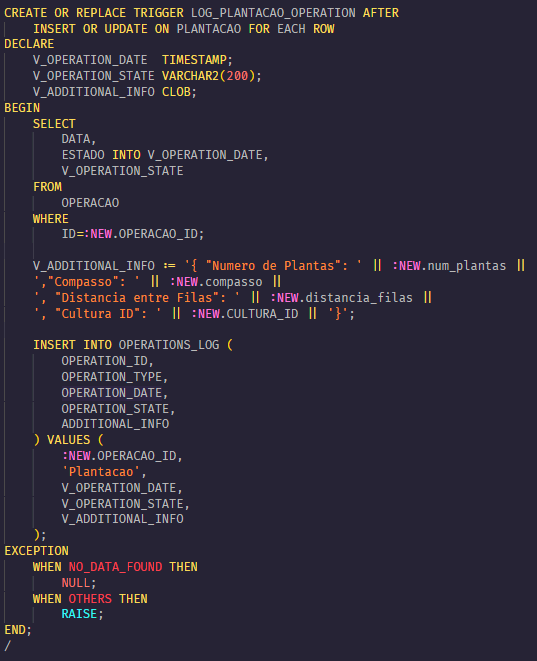 CREATE OR REPLACE TRIGGER LOG_PLANTACAO_OPERATION AFTER
    INSERT OR UPDATE ON PLANTACAO FOR EACH ROW
DECLARE
    V_OPERATION_DATE  TIMESTAMP;
    V_OPERATION_STATE VARCHAR2(200);
    V_ADDITIONAL_INFO CLOB;
BEGIN
    SELECT
        DATA,
        ESTADO INTO V_OPERATION_DATE,
        V_OPERATION_STATE
    FROM
        OPERACAO
    WHERE
        ID=:NEW.OPERACAO_ID;

    V_ADDITIONAL_INFO := '{ "Numero de Plantas": ' || :NEW.num_plantas ||
    ',"Compasso": ' || :NEW.compasso ||
    ', "Distancia entre Filas": ' || :NEW.distancia_filas ||
    ', "Cultura ID": ' || :NEW.CULTURA_ID || '}';

    INSERT INTO OPERATIONS_LOG (
        OPERATION_ID,
        OPERATION_TYPE,
        OPERATION_DATE,
        OPERATION_STATE,
        ADDITIONAL_INFO
    ) VALUES (
        :NEW.OPERACAO_ID,
        'Plantacao',
        V_OPERATION_DATE,
        V_OPERATION_STATE,
        V_ADDITIONAL_INFO
    );
EXCEPTION
    WHEN NO_DATA_FOUND THEN
        NULL;
    WHEN OTHERS THEN
        RAISE;
END;
/